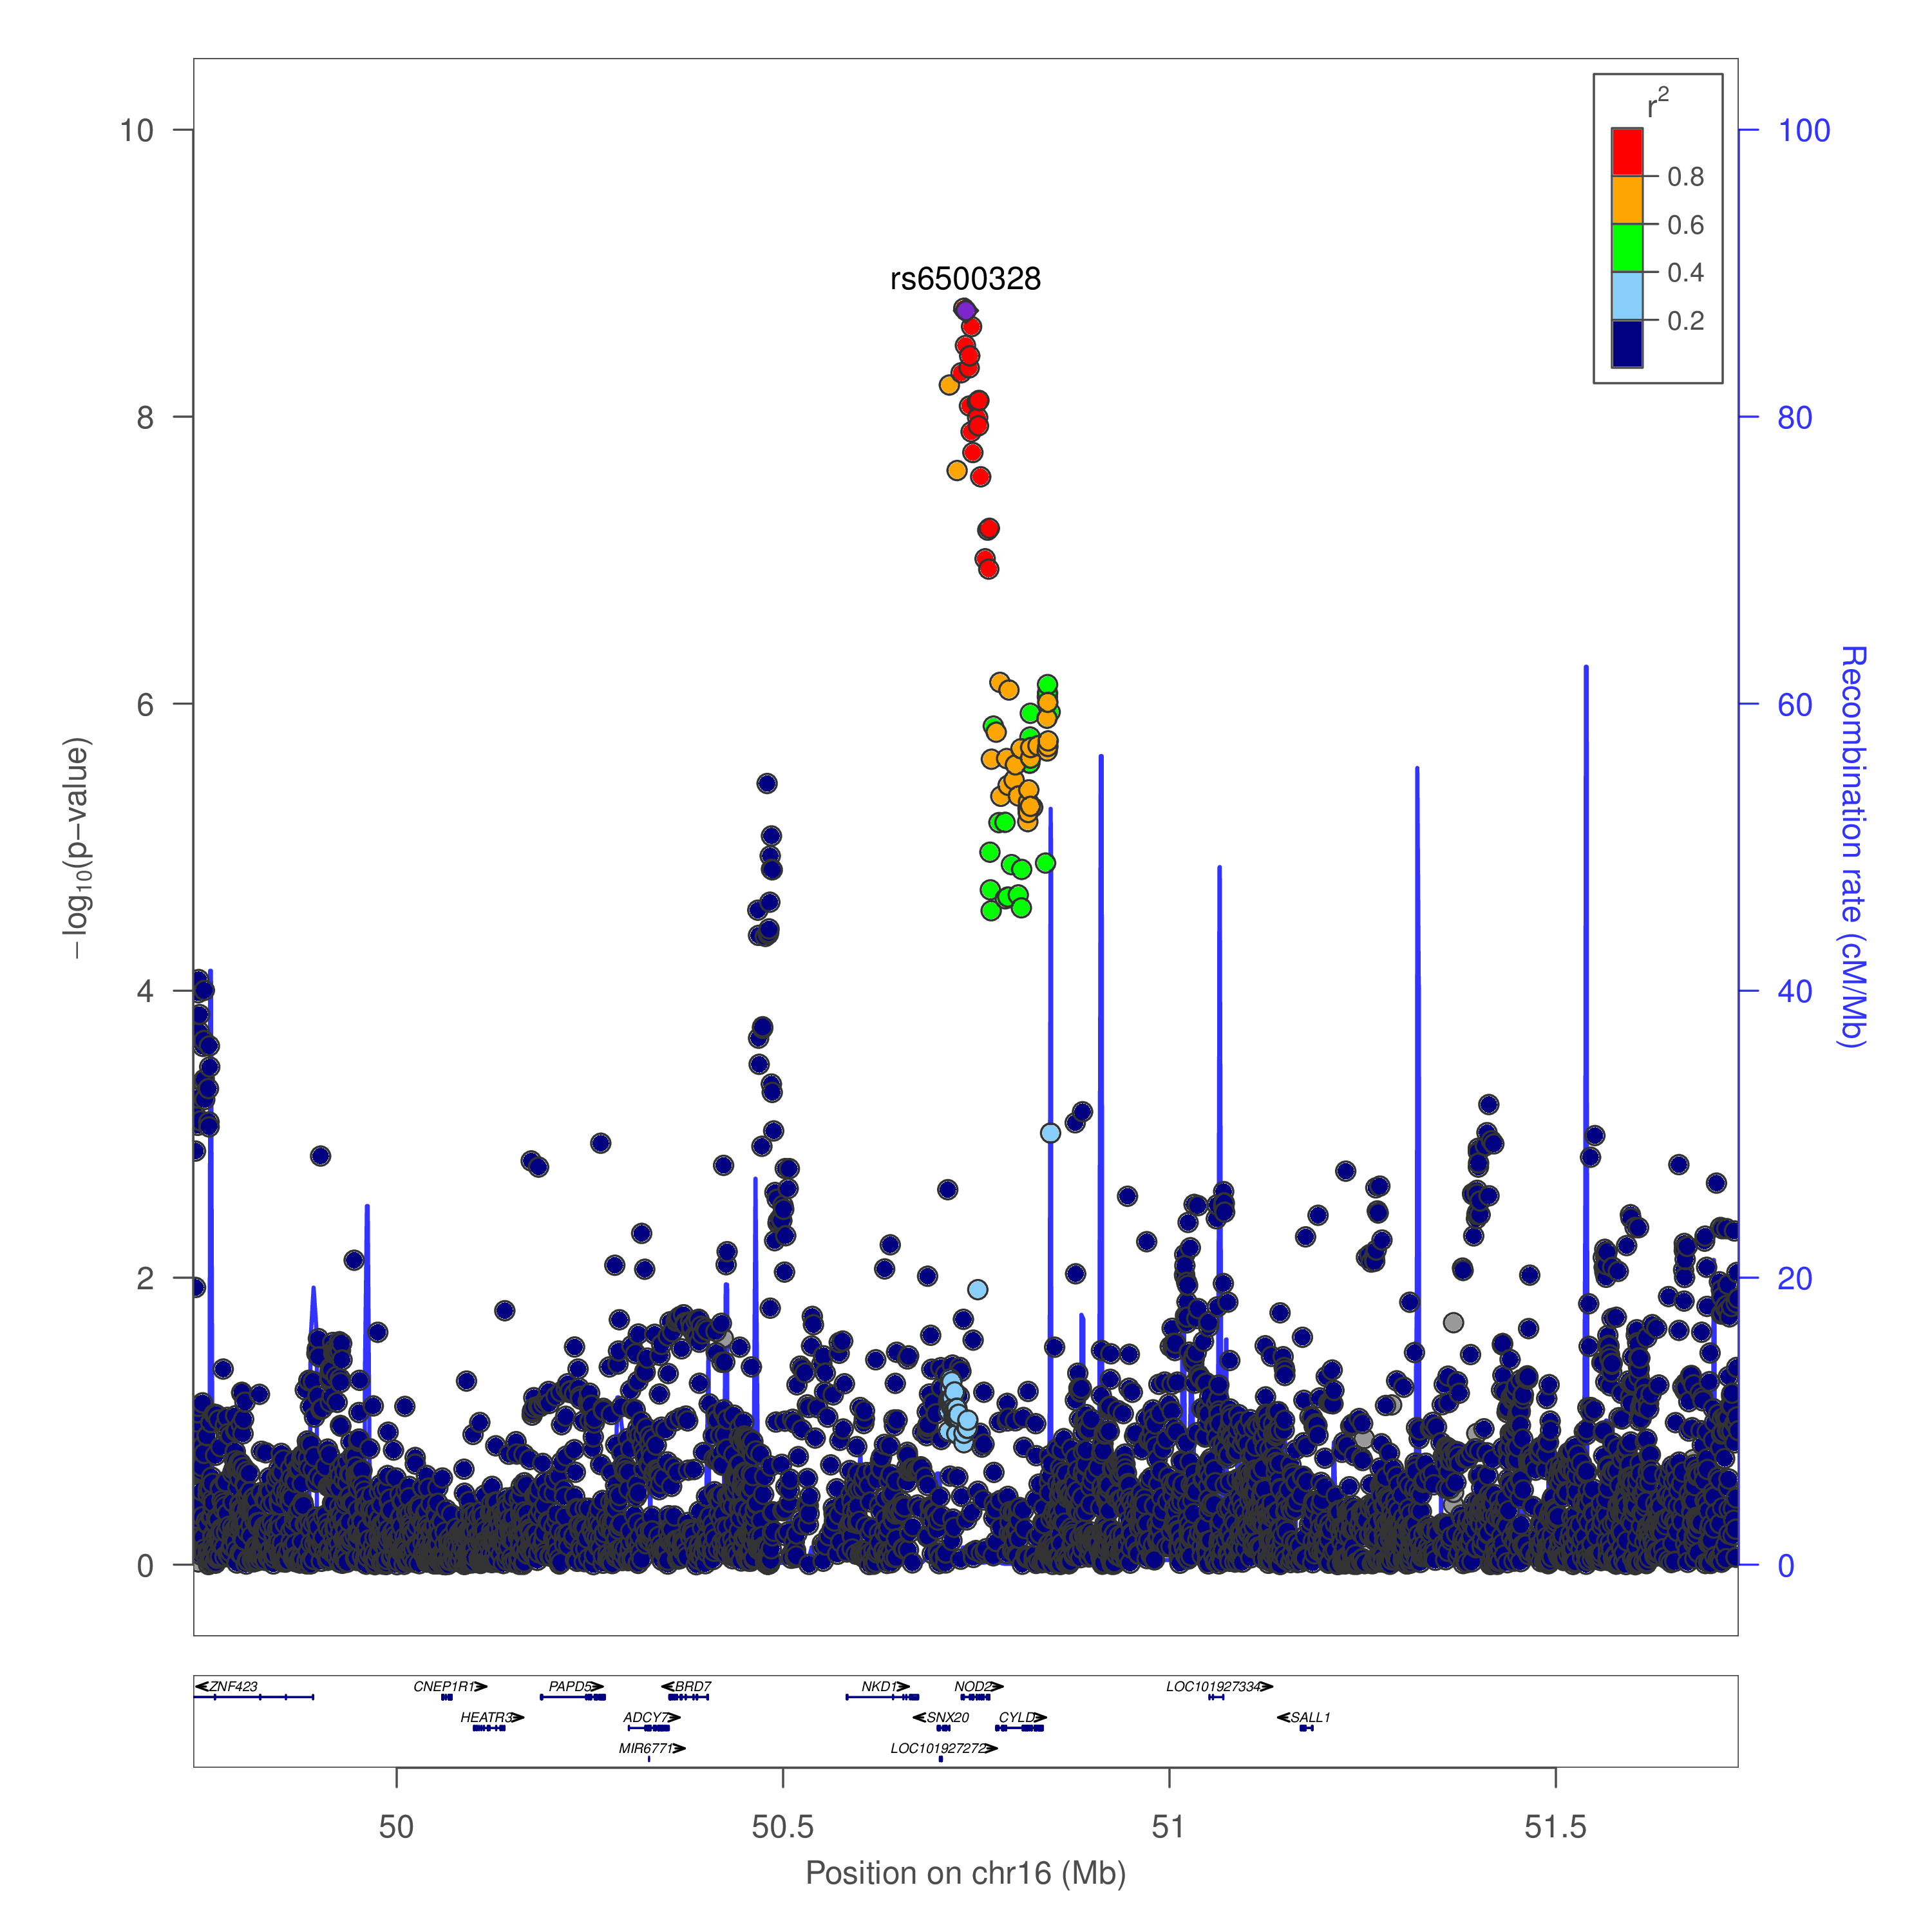 rs6500328
r2
0.8
0.6
0.4
0.2
10
8
6
4
2
0
−log10(p−value)
100
80
60
40
20
0
Recombination rate (cM/Mb)
ZNF423
CNEP1R1
PAPD5
BRD7
NKD1
NOD2
LOC101927334
HEATR3
ADCY7
SNX20
CYLD
SALL1
MIR6771
LOC101927272
50
50.5
51
51.5
Position on chr16 (Mb)